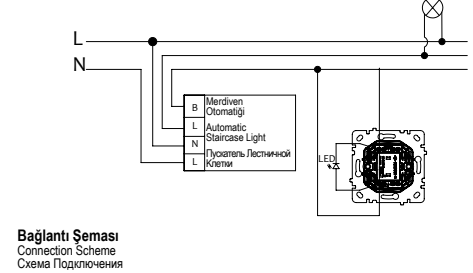 L
N
B
L
N
L
Merdiven
Otomatiği
Automatic
Staircase Light
Пускатель Лестничной
Клетки
LED
Bağlantı Şeması
Connection Scheme
Схема Подключения